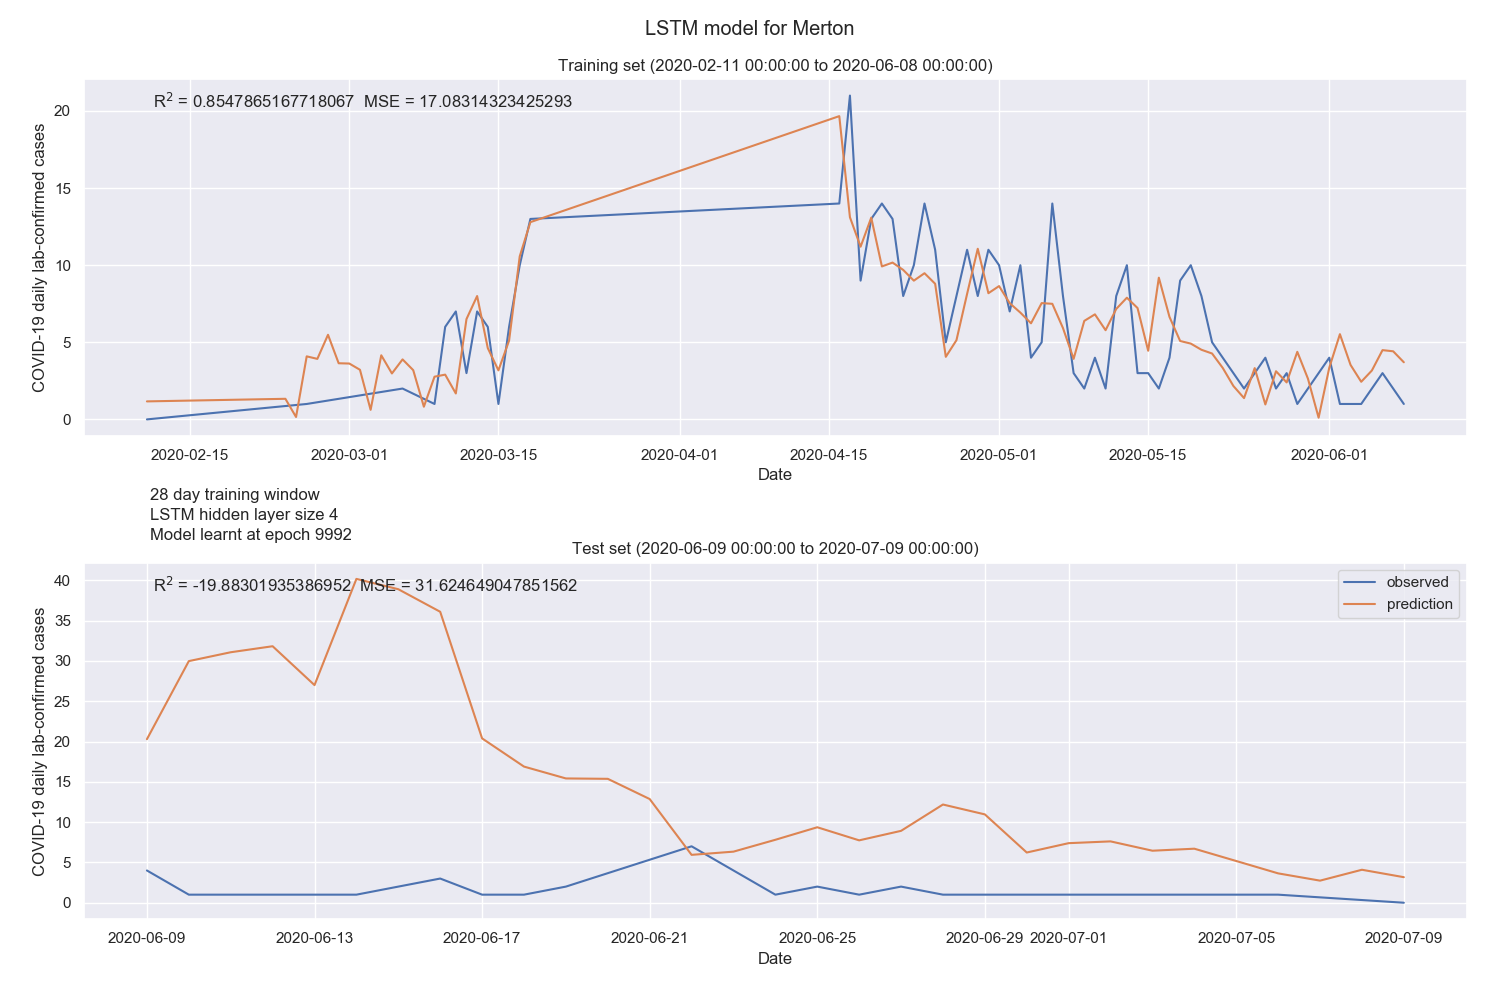 LSTM model for Merton
Training set (2020-02-11 00:00:00 to 2020-06-08 00:00:00)
R² = 0.8547865167718067 MSE = 17.08314323425293
COVID-19 daily lab-confirmed cases
20
15
10
5
0
2020-02-15 2020-03-01 2020-03-15 2020-04-01 2020-04-15 2020-05-01 2020-05-15 2020-06-01
Date
28 day training window
LSTM hidden layer size 4
Model learnt at epoch 9992
Test set (2020-06-09 00:00:00 to 2020-07-09 00:00:00)
R² = -19.88301935386952 MSE = 31.624649047851562
observed
prediction
COVID-19 daily lab-confirmed cases
40
35
30
25
20
15
10
5
0
2020-06-09 2020-06-13 2020-06-17 2020-06-21 2020-06-25 2020-06-29 2020-07-01 2020-07-05 2020-07-09
Date